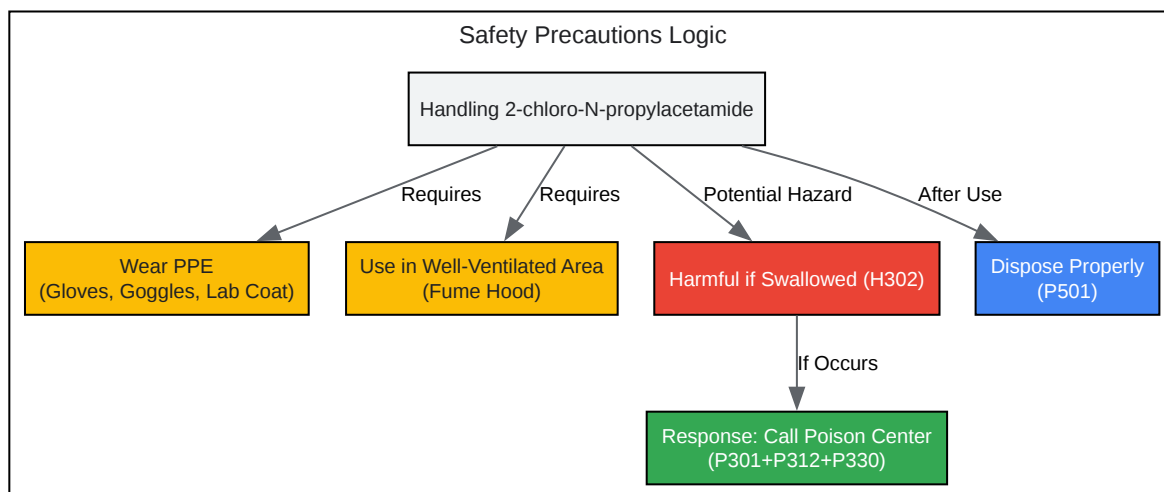 Safety Precautions Logic
Handling 2-chloro-N-propylacetamide
Requires
Requires
Potential Hazard
After Use
Wear PPE
(Gloves, Goggles, Lab Coat)
Use in Well-Ventilated Area
(Fume Hood)
Harmful if Swallowed (H302)
Dispose Properly
(P501)
If Occurs
Response: Call Poison Center
(P301+P312+P330)